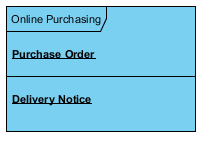 Online Purchasing
Purchase Order
Delivery Notice